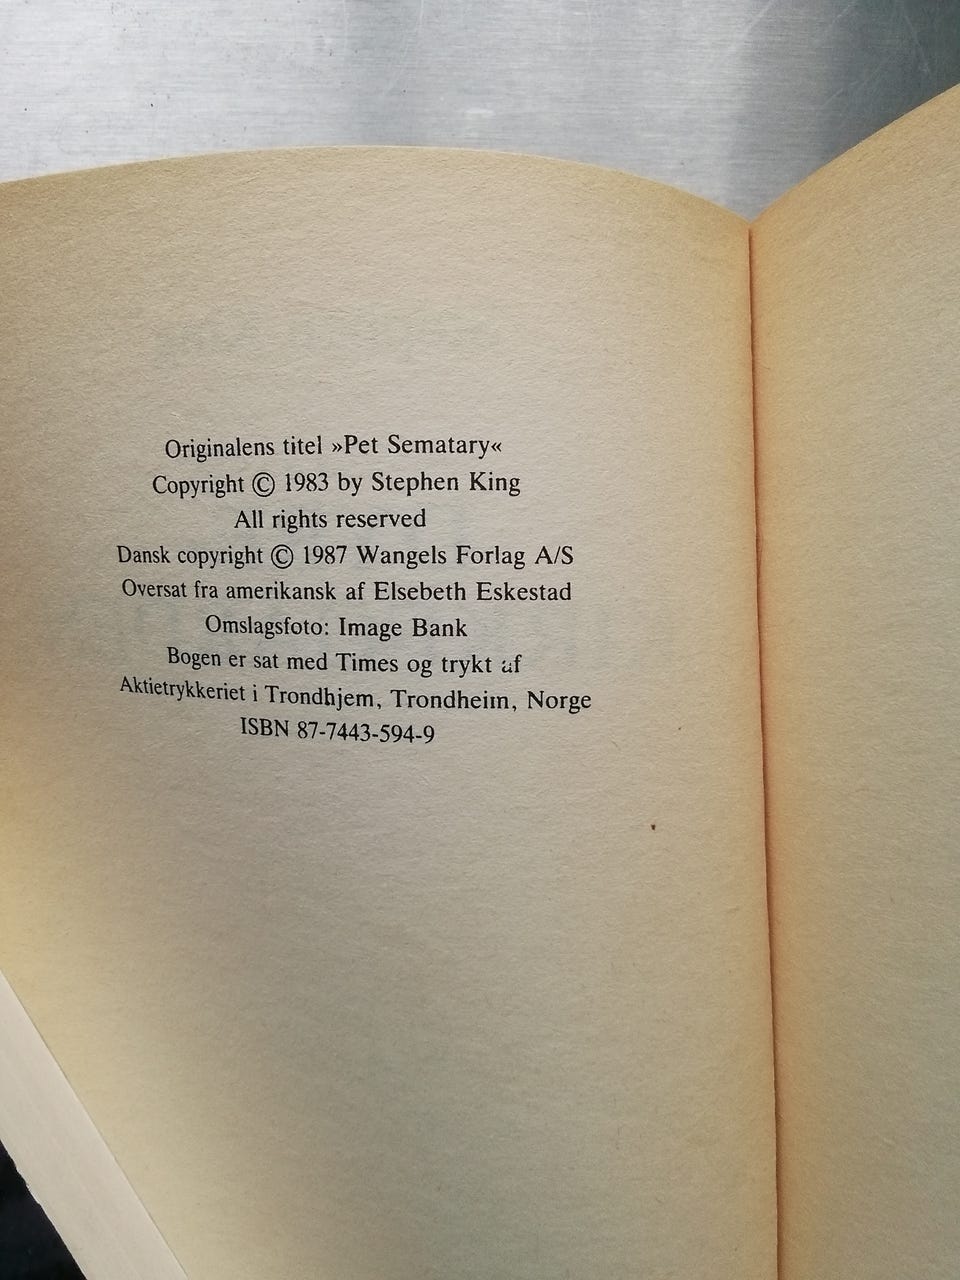 Originalens titel »Pet Sematary«
Copyright © 1983 by Stephen King
All rights reserved
Dansk copyright © 1987 Wangels Forlag A/S
Oversat fra amerikansk af Elsebeth Eskestad
Omslagsfoto: Image Bank
Bogen er sat med Times og trykt af
Aktietrykkeriet i Trondhjem, Trondheim, Norge
ISBN 87-7443-594-9